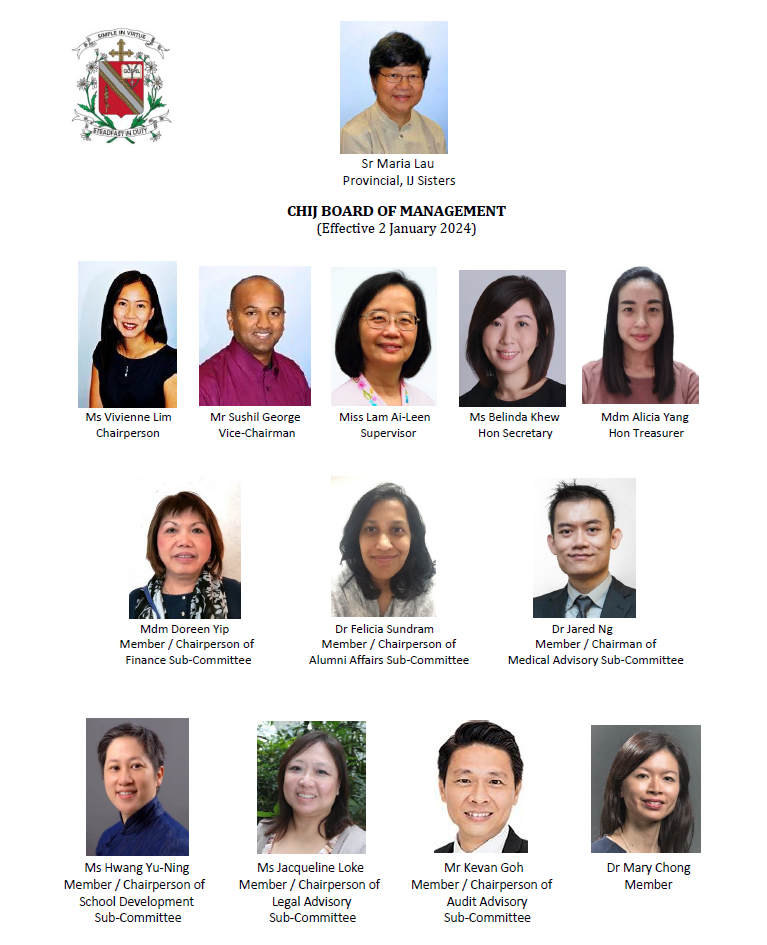 SIMPLE IN VIRTUE
GOSPEL
STEADFAST IN DUTY
Sr Maria Lau
Provincial, IJ Sisters
CHIJ BOARD OF MANAGEMENT
(Effective 2 January 2024)
Ms Vivienne Lim
Chairperson
Mr Sushil George
Vice-Chairman
Miss Lam Ai-Leen
Supervisor
Ms Belinda Khew
Hon Secretary
Mdm Alicia Yang
Hon Treasurer
Mdm Doreen Yip
Member / Chairperson of
Finance Sub-Committee
Dr Felicia Sundram
Member / Chairperson of
Alumni Affairs Sub-Committee
Dr Jared Ng
Member / Chairman of
Medical Advisory Sub-Committee
Ms Hwang Yu-Ning
Member / Chairperson of
School Development
Sub-Committee
Ms Jacqueline Loke
Member / Chairperson of
Legal Advisory
Sub-Committee
Mr Kevan Goh
Member / Chairperson of
Audit Advisory
Sub-Committee
Dr Mary Chong
Member